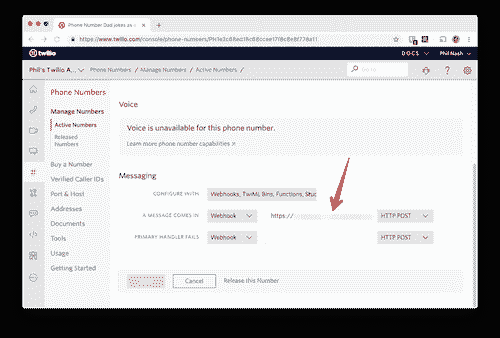 Phone Number Dad jokes as
https://www.twilio.com/console/phone-numbers/
Phil Nash
twilio
DOCS
Phil Nash
Phil's Twilio A...
Phone Numbers / Manage Numbers / Active Numbers /
Phone Numbers
Manage Numbers
Active Numbers
Released Numbers
Buy a Number
Verified Caller IDs
Port & Host
Addresses
Documents
Tools
Usage
Getting Started
Voice
Voice is unavailable for this phone number.
Learn more phone number capabilities
Messaging
CONFIGURE WITH
Webhooks, TwiML Bins, Functions, Stud
A MESSAGE COMES IN
Webhook
https://
HTTP POST
PRIMARY HANDLER FAILS
Webhook
HTTP POST
Cancel
Release this Number